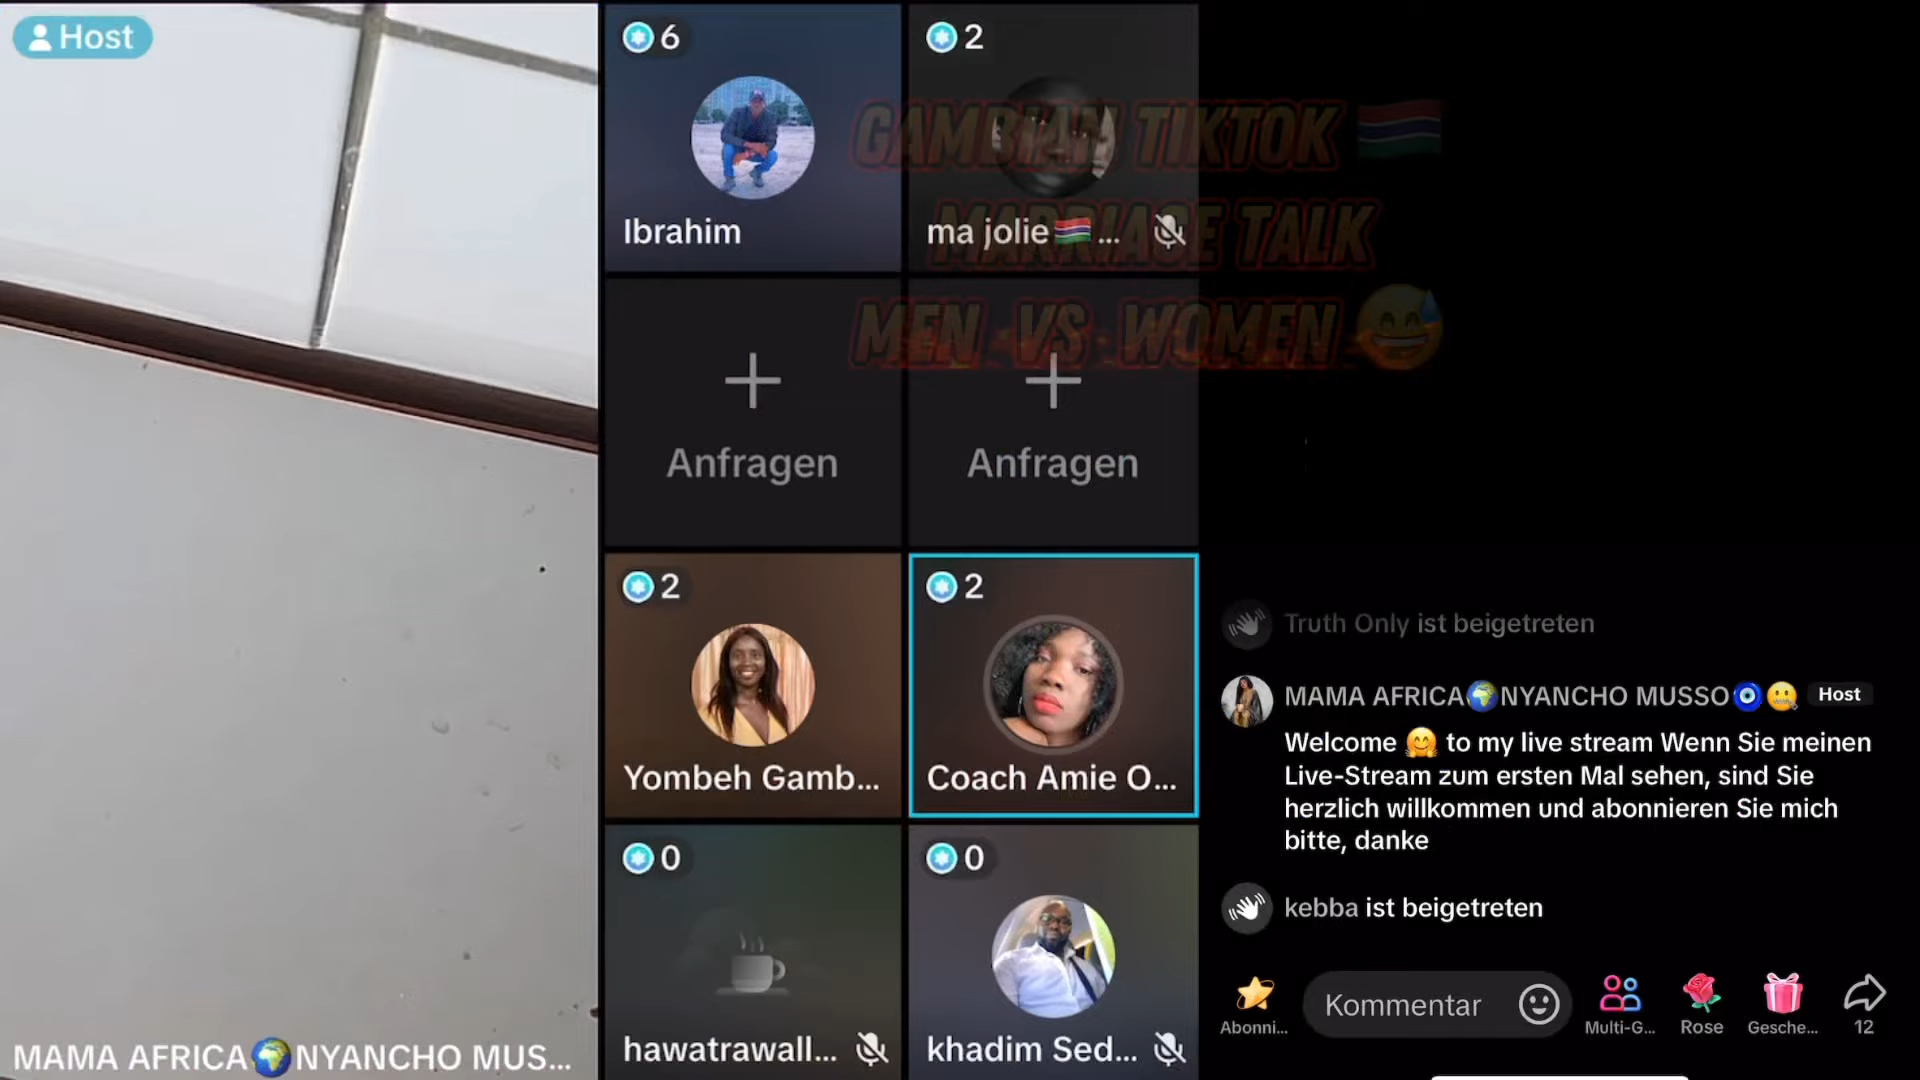 Host
6
Ibrahim
2
ma jolie🇬🇲...
GAMBIAN TIKTOK 🇬🇲
MARRIAGE TALK
MEN VS WOMEN 😅
Anfragen
Anfragen
2
Yombeh Gamb...
2
Coach Amie O...
0
hawatrawall...
0
khadim Sed...
MAMA AFRICA🌍NYANCHO MUS...
Truth Only ist beigetreten
MAMA AFRICA🌍NYANCHO MUSSO🧿🤐 Host
Welcome 🤗 to my live stream Wenn Sie meinen
Live-Stream zum ersten Mal sehen, sind Sie
herzlich willkommen und abonnieren Sie mich
bitte, danke
kebba ist beigetreten
Abonni...
Kommentar
Multi-G...
Rose
Gesche...
12